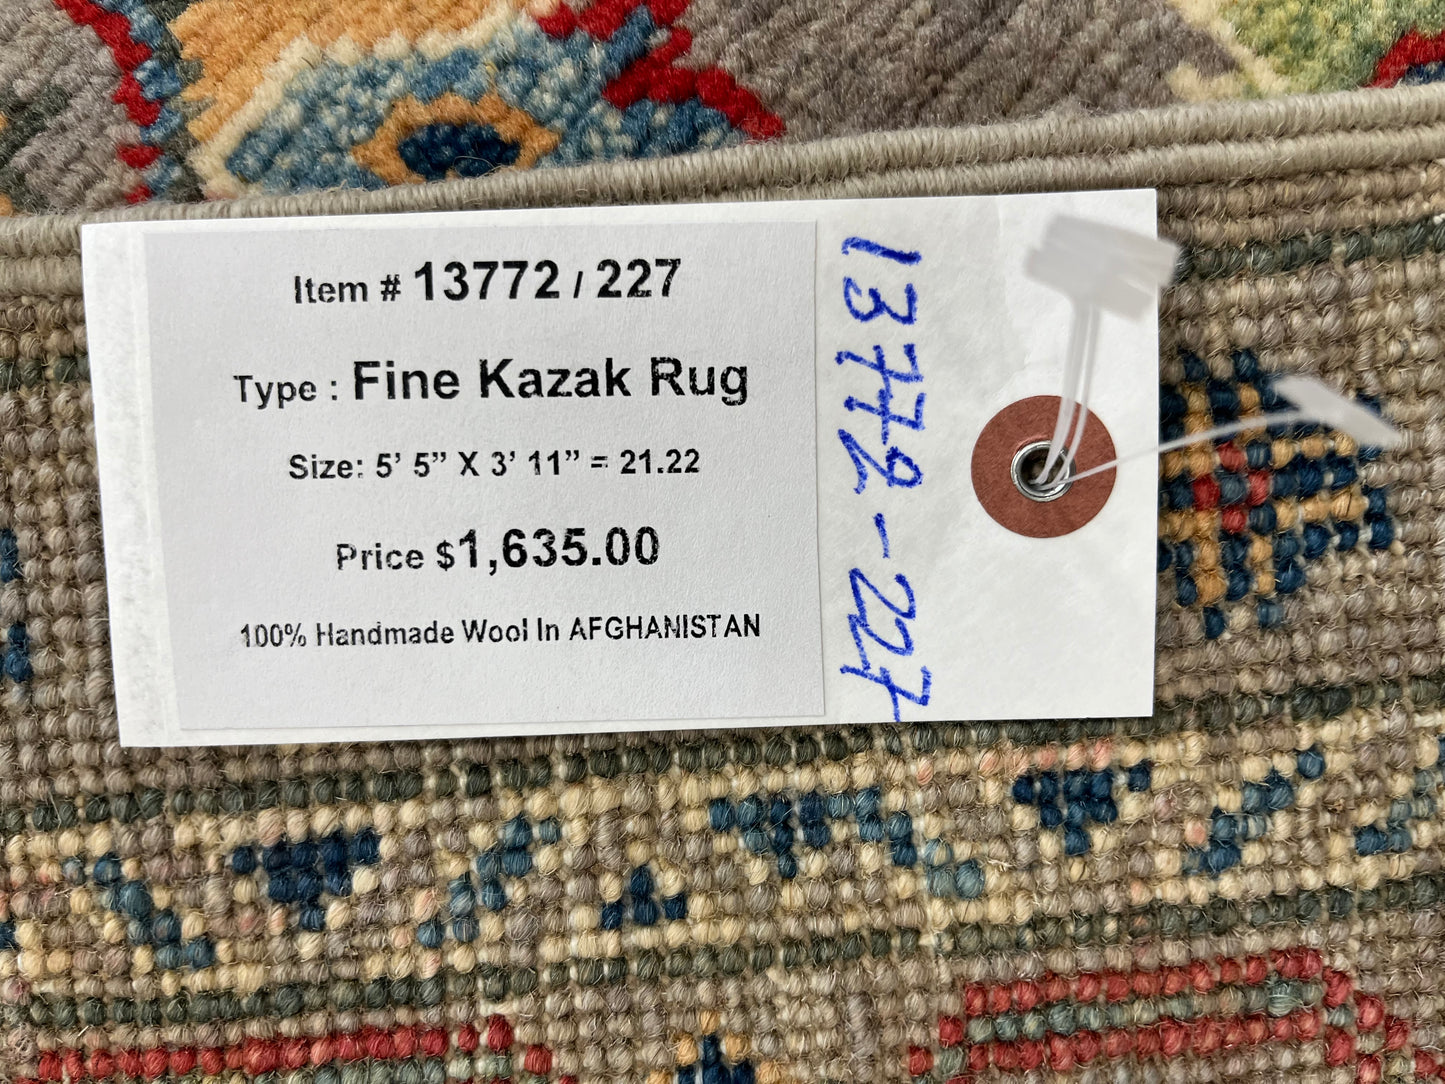 Item # 13772 / 227
Type : Fine Kazak Rug
Size: 5’ 5” X 3’ 11” = 21.22
Price $1,635.00
100% Handmade Wool In AFGHANISTAN
13772-227